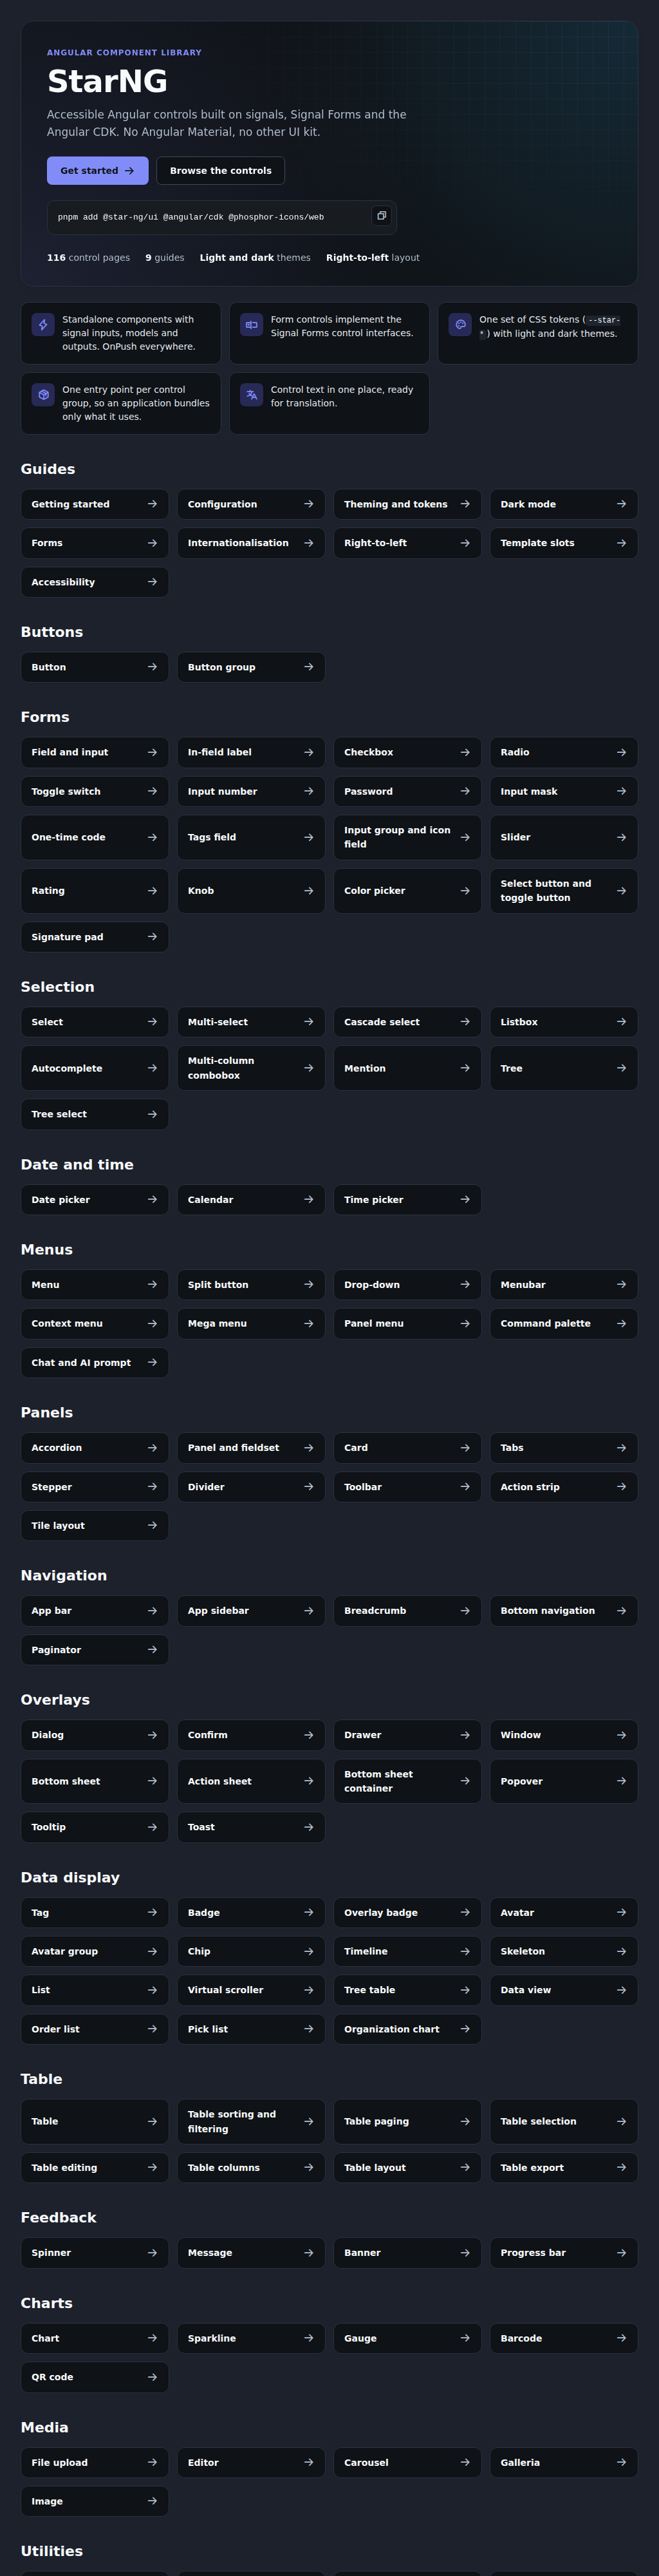 ANGULAR COMPONENT LIBRARY
StarNG
Accessible Angular controls built on signals, Signal Forms and the
Angular CDK. No Angular Material, no other UI kit.
Get started
Browse the controls
pnpm add @star-ng/ui @angular/cdk @phosphor-icons/web
116 control pages 9 guides Light and dark themes Right-to-left layout
Standalone components with
signal inputs, models and
outputs. OnPush everywhere.
Form controls implement the
Signal Forms control interfaces.
One set of CSS tokens (--star-
*) with light and dark themes.
One entry point per control
group, so an application bundles
only what it uses.
Control text in one place, ready
for translation.
Guides
Getting started
Configuration
Theming and tokens
Dark mode
Forms
Internationalisation
Right-to-left
Template slots
Accessibility
Buttons
Button
Button group
Forms
Field and input
In-field label
Checkbox
Radio
Toggle switch
Input number
Password
Input mask
One-time code
Tags field
Input group and icon
field
Slider
Rating
Knob
Color picker
Select button and
toggle button
Signature pad
Selection
Select
Multi-select
Cascade select
Listbox
Autocomplete
Multi-column
combobox
Mention
Tree
Tree select
Date and time
Date picker
Calendar
Time picker
Menus
Menu
Split button
Drop-down
Menubar
Context menu
Mega menu
Panel menu
Command palette
Chat and AI prompt
Panels
Accordion
Panel and fieldset
Card
Tabs
Stepper
Divider
Toolbar
Action strip
Tile layout
Navigation
App bar
App sidebar
Breadcrumb
Bottom navigation
Paginator
Overlays
Dialog
Confirm
Drawer
Window
Bottom sheet
Action sheet
Bottom sheet
container
Popover
Tooltip
Toast
Data display
Tag
Badge
Overlay badge
Avatar
Avatar group
Chip
Timeline
Skeleton
List
Virtual scroller
Tree table
Data view
Order list
Pick list
Organization chart
Table
Table
Table sorting and
filtering
Table paging
Table selection
Table editing
Table columns
Table layout
Table export
Feedback
Spinner
Message
Banner
Progress bar
Charts
Chart
Sparkline
Gauge
Barcode
QR code
Media
File upload
Editor
Carousel
Galleria
Image
Utilities